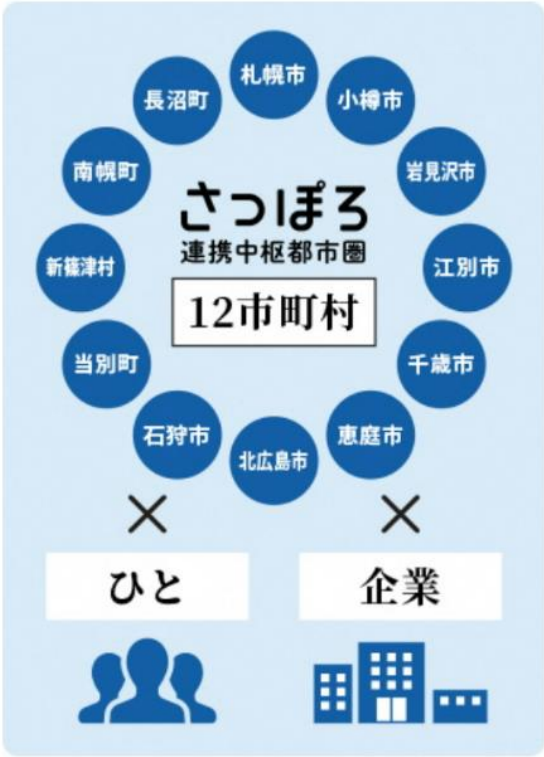 札幌市
小樽市
岩見沢市
江別市
千歳市
恵庭市
北広島市
石狩市
当別町
新篠津村
南幌町
長沼町
さっぽろ
連携中枢都市圏
12市町村
×
×
ひと
企業